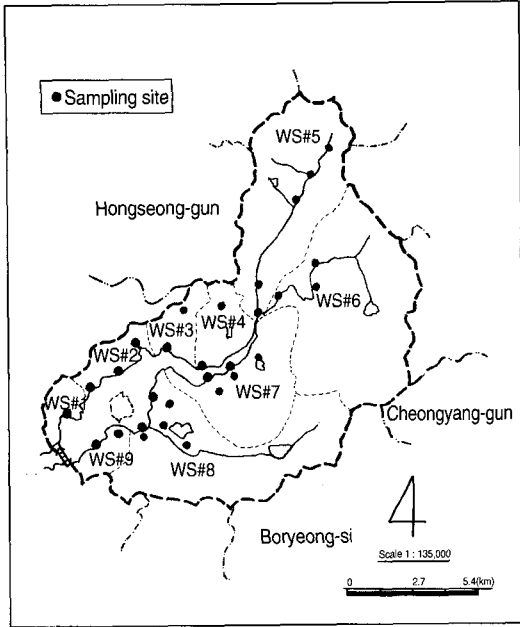 Sampling site
WS#5
Hongseong-gun
WS#6
WS#3
WS#4
WS#2
WS#7
WS#1
Cheongyang-gun
WS#9
WS#8
Boryeong-si
Scale 1 : 135,000
0 2.7 5.4(km)